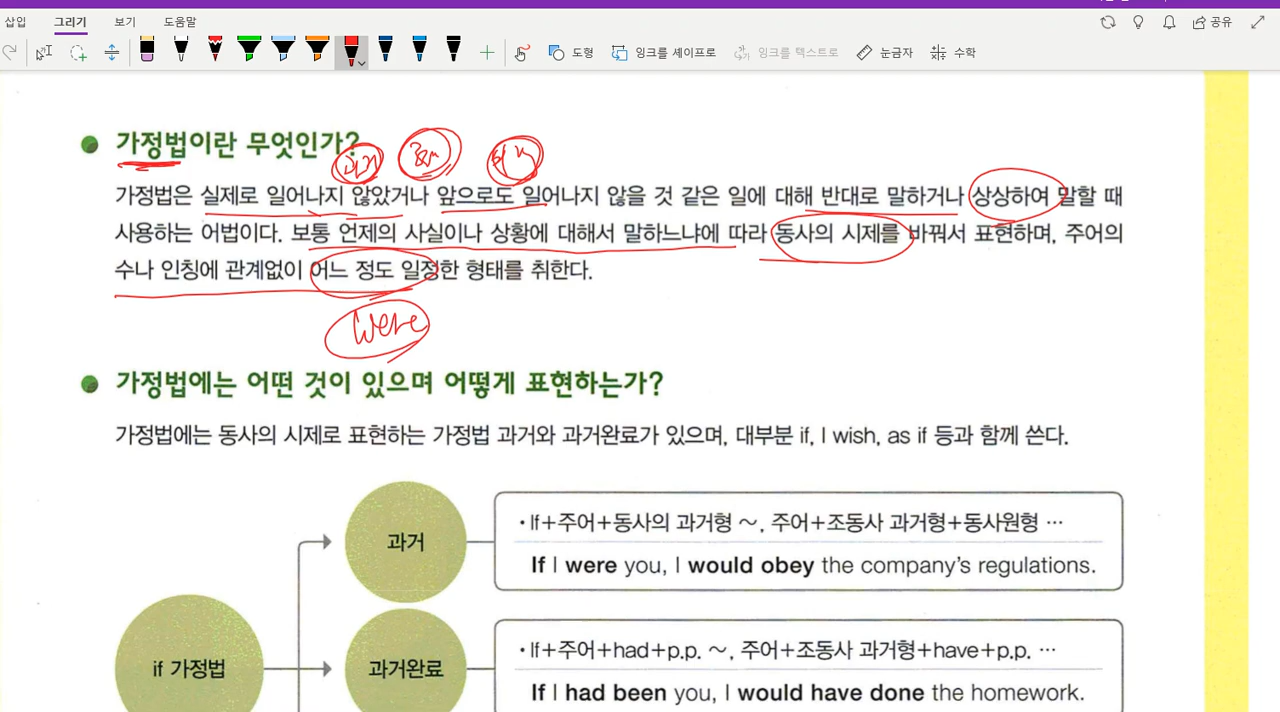 삽입 그리기 보기 도움말
공유
도형 잉크를 셰이프로 잉크를 텍스트로 눈금자 수학
가정법이란 무엇인가?
과거 현재 미래
가정법은 실제로 일어나지 않았거나 앞으로도 일어나지 않을 것 같은 일에 대해 반대로 말하거나 상상하여 말할 때
사용하는 어법이다. 보통 언제의 사실이나 상황에 대해서 말하느냐에 따라 동사의 시제를 바꿔서 표현하며, 주어의
수나 인칭에 관계없이 어느 정도 일정한 형태를 취한다.
were
가정법에는 어떤 것이 있으며 어떻게 표현하는가?
가정법에는 동사의 시제로 표현하는 가정법 과거와 과거완료가 있으며, 대부분 if, I wish, as if 등과 함께 쓴다.
과거
• If+주어+동사의 과거형 ～, 주어+조동사 과거형+동사원형 …
If I were you, I would obey the company's regulations.
if 가정법
과거완료
• If+주어+had+p.p. ～, 주어+조동사 과거형+have+p.p. …
If I had been you, I would have done the homework.